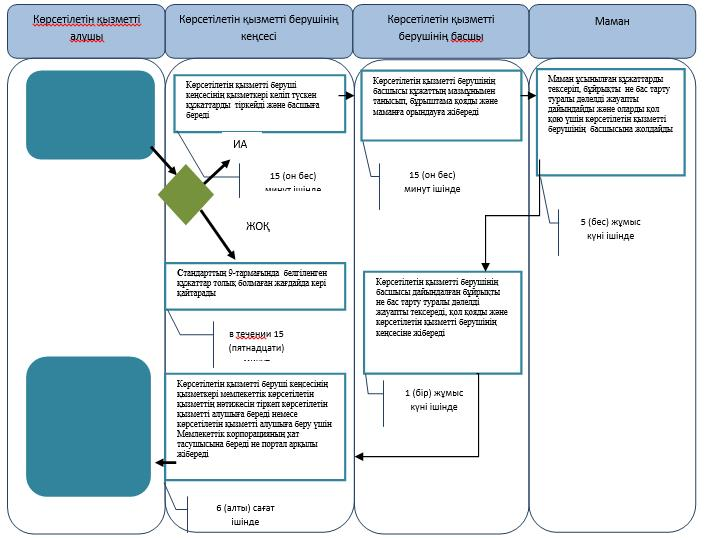 Көрсетілетін қызметті
алушы
Көрсетілетін қызметті берушінің
кеңсесі
Көрсетілетін қызметті
берушінің басшы
Маман
Көрсетілетін қызметті беруші
кеңсесінің қызметкері келіп түскен
құжаттарды тіркейді және басшыға
береді
Көрсетілетін қызметті берушінің
басшысы құжаттың мазмұнымен
танысып, бұрыштама қояды және
маманға орындауға жібереді
Маман ұсынылған құжаттарды
тексеріп, бұйрықты не бас тарту
туралы дәлелді жауапты
дайындайды және оларды қол
қою үшін көрсетілетін қызметті
берушінің басшысына жолдайды
ИА
15 (он бес)
минут ішінде
15 (он бес)
минут ішінде
5 (бес) жұмыс
күні ішінде
ЖОҚ
Стандарттың 9-тармағында белгіленген
құжаттар толық болмаған жағдайда кері
қайтарады
Көрсетілетін қызметті берушінің
басшысы дайындалған бұйрықты
не бас тарту туралы дәлелді
жауапты тексереді, қол қояды және
көрсетілетін қызметті берушінің
кеңсесіне жібереді
в течении 15
(пятнадцати)
минут
Көрсетілетін қызметті беруші кеңсесінің
қызметкері мемлекеттік көрсетілетін
қызметтің нәтижесін тіркеп көрсетілетін
қызметті алушыға береді немесе
көрсетілетін қызметті алушыға беру үшін
Мемлекеттік корпорацияның хат
тасушысына береді не портал арқылы
жібереді
1 (бір) жұмыс
күні ішінде
6 (алты) сағат
ішінде